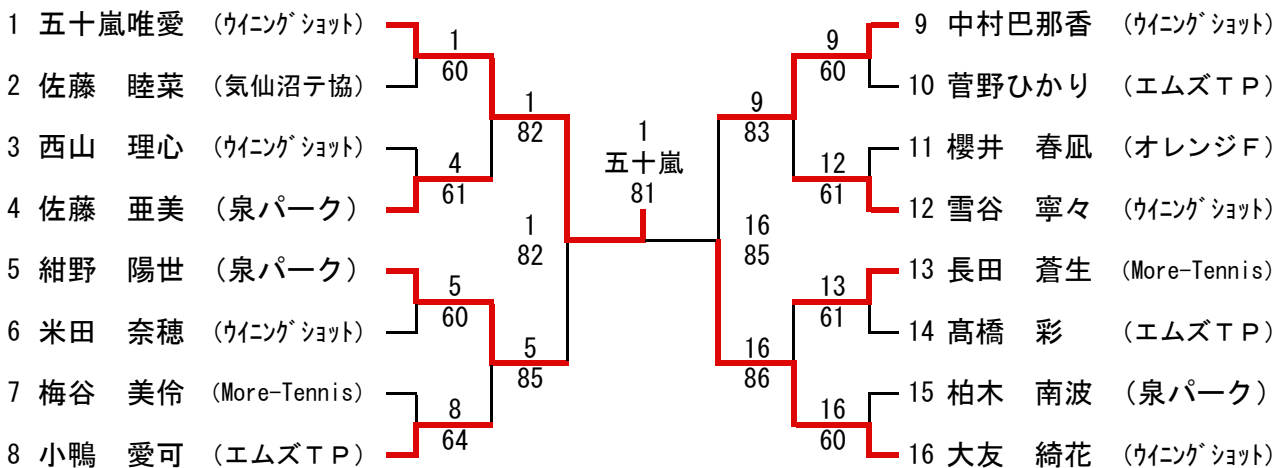 1 五十嵐唯愛 (ｳｲﾆﾝｸﾞｼｮｯﾄ)
2 佐藤　睦菜 (気仙沼テ協)
3 西山　理心 (ｳｲﾆﾝｸﾞｼｮｯﾄ)
4 佐藤　亜美 (泉パーク)
5 紺野　陽世 (泉パーク)
6 米田　奈穂 (ｳｲﾆﾝｸﾞｼｮｯﾄ)
7 梅谷　美伶 (More-Tennis)
8 小鴨　愛可 (エムズＴＰ)
1
60
4
61
5
60
8
64
1
82
5
85
1
82
1
五十嵐
81
16
85
9
83
16
86
9
60
12
61
13
61
16
60
9 中村巴那香 (ｳｲﾆﾝｸﾞｼｮｯﾄ)
10 菅野ひかり (エムズＴＰ)
11 櫻井　春凪 (オレンジＦ)
12 雪谷　寧々 (ｳｲﾆﾝｸﾞｼｮｯﾄ)
13 長田　蒼生 (More-Tennis)
14 髙橋　彩 (エムズＴＰ)
15 柏木　南波 (泉パーク)
16 大友　綺花 (ｳｲﾆﾝｸﾞｼｮｯﾄ)